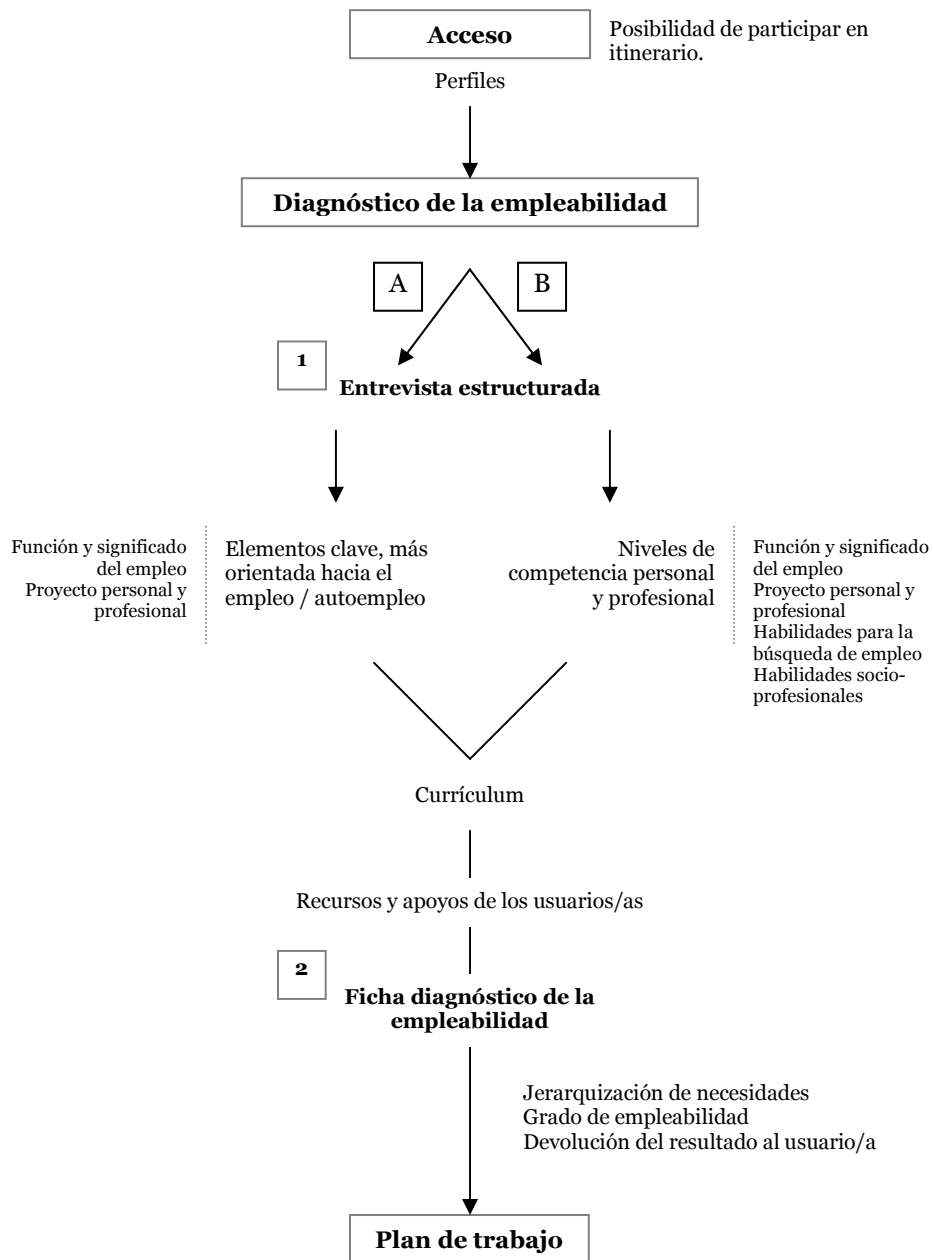 Acceso
Posibilidad de participar en
itinerario.
Perfiles
Diagnóstico de la empleabilidad
A
B
1
Entrevista estructurada
Función y significado
del empleo
Proyecto personal y
profesional
Elementos clave, más
orientada hacia el
empleo / autoempleo
Niveles de
competencia personal
y profesional
Función y significado
del empleo
Proyecto personal y
profesional
Habilidades para la
búsqueda de empleo
Habilidades socio-
profesionales
Currículum
Recursos y apoyos de los usuarios/as
2
Ficha diagnóstico de la
empleabilidad
Jerarquización de necesidades
Grado de empleabilidad
Devolución del resultado al usuario/a
Plan de trabajo